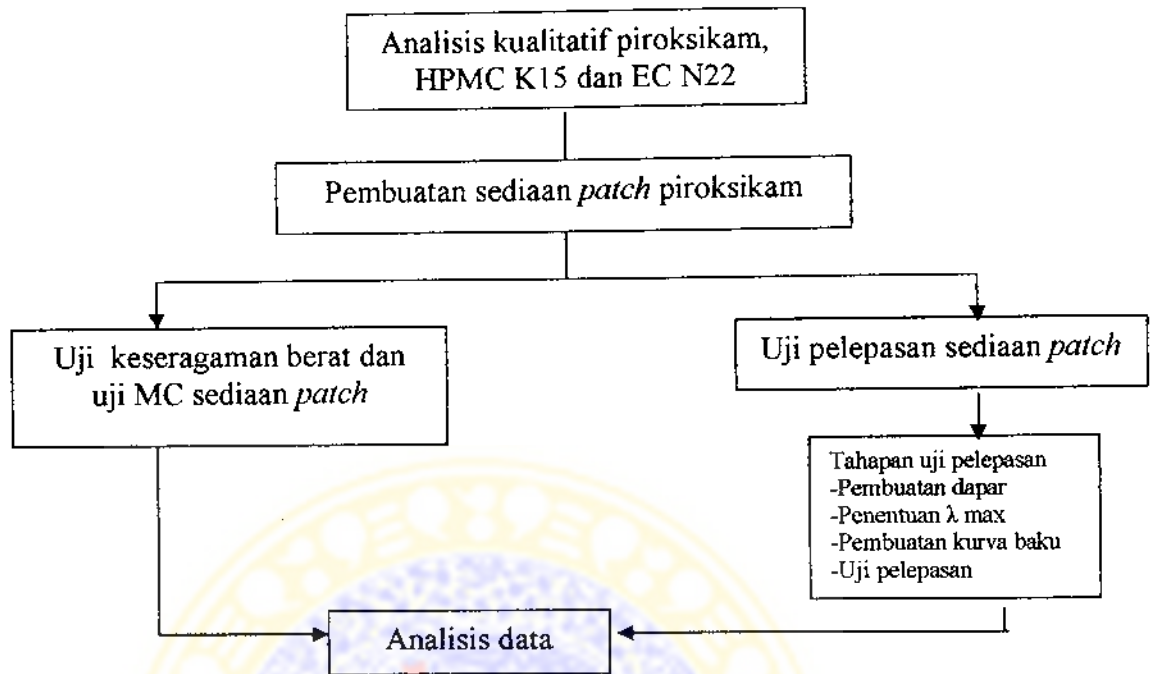 Analisis kualitatif piroksikam,
HPMC K15 dan EC N22
Pembuatan sediaan patch piroksikam
Uji keseragaman berat dan
uji MC sediaan patch
Uji pelepasan sediaan patch
Tahapan uji pelepasan
-Pembuatan dapar
-Penentuan λ max
-Pembuatan kurva baku
-Uji pelepasan
Analisis data